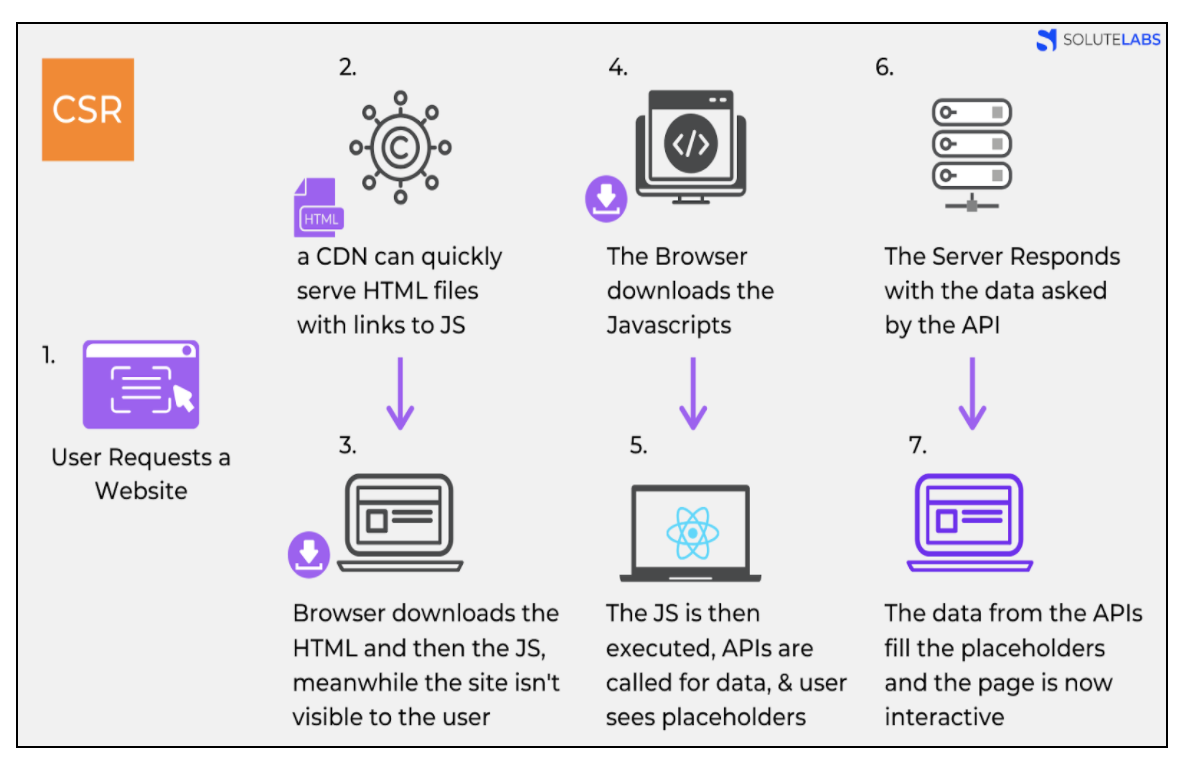 SOLUTELABS
CSR
1.
User Requests a
Website
2.
HTML
a CDN can quickly
serve HTML files
with links to JS
3.
Browser downloads the
HTML and then the JS,
meanwhile the site isn't
visible to the user
4.
</>
The Browser
downloads the
Javascripts
5.
The JS is then
executed, APIs are
called for data, & user
sees placeholders
6.
The Server Responds
with the data asked
by the API
7.
The data from the APIs
fill the placeholders
and the page is now
interactive